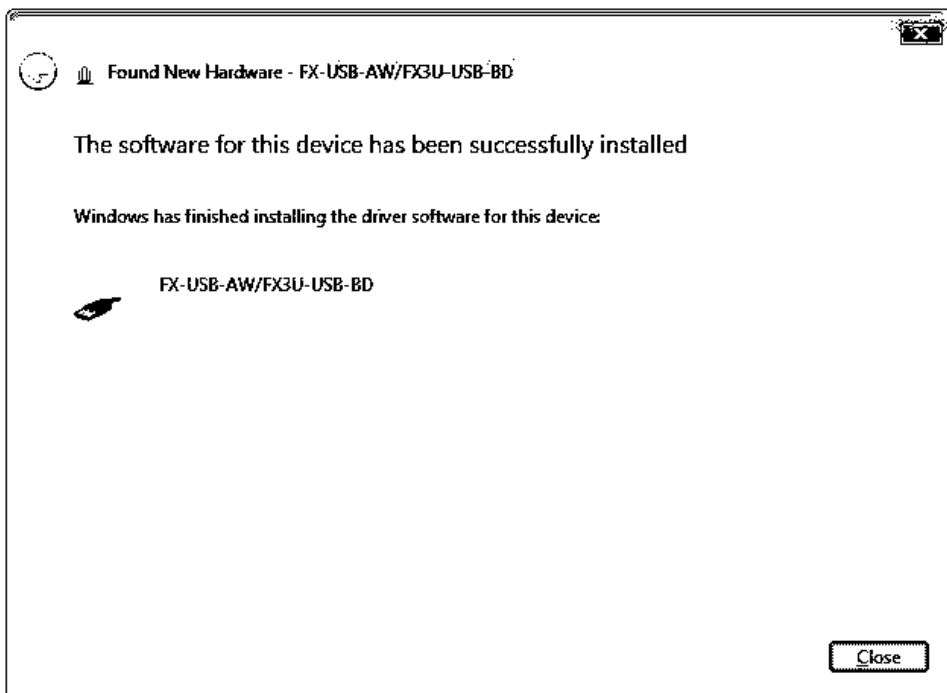 Found New Hardware - FX-USB-AW/FX3U-USB-BD
The software for this device has been successfully installed
Windows has finished installing the driver software for this device:
FX-USB-AW/FX3U-USB-BD
Close